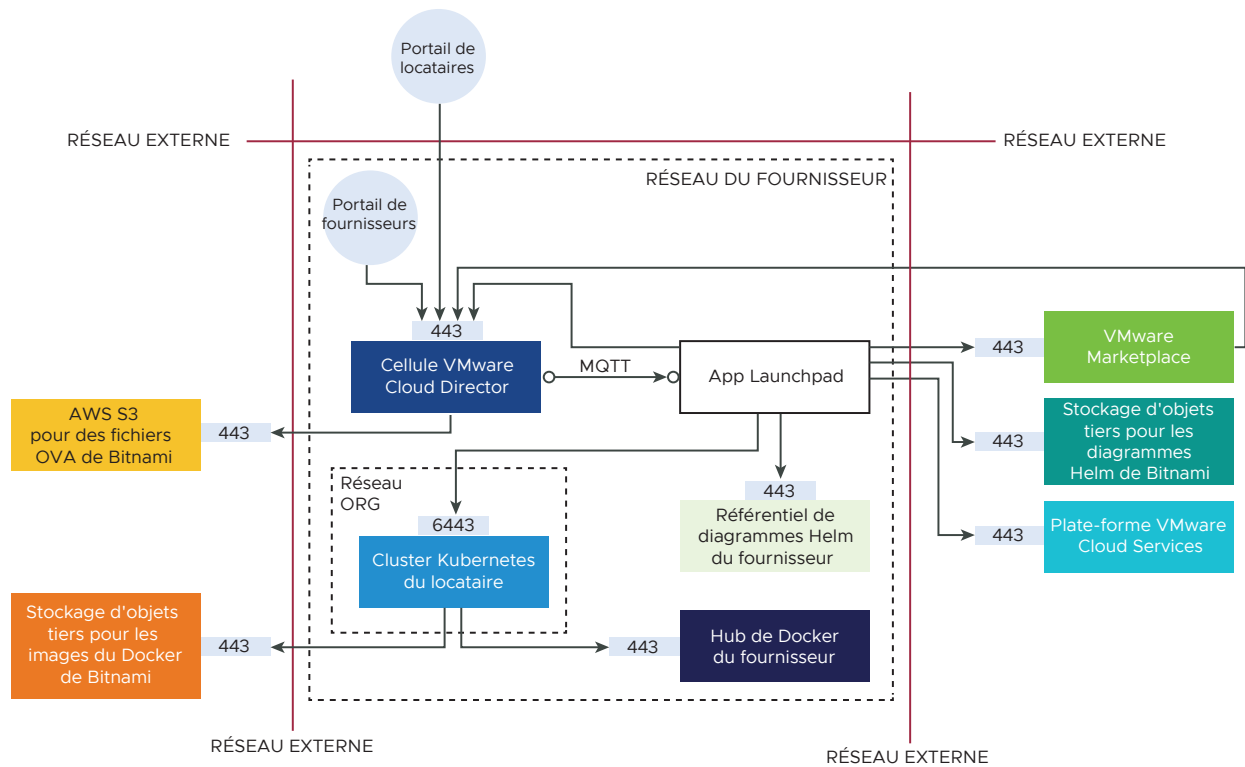 Portail de
locataires
RÉSEAU EXTERNE
RÉSEAU EXTERNE
RÉSEAU DU FOURNISSEUR
Portail de
fournisseurs
443
Cellule VMware
Cloud Director
MQTT
App Launchpad
443
VMware
Marketplace
AWS S3
pour des fichiers
OVA de Bitnami
443
443
Stockage d'objets
tiers pour les
diagrammes
Helm de Bitnami
Réseau
ORG
6443
Cluster Kubernetes
du locataire
443
Référentiel de
diagrammes Helm
du fournisseur
443
Plate-forme VMware
Cloud Services
Stockage d'objets
tiers pour les
images du Docker
de Bitnami
443
443
Hub de Docker
du fournisseur
RÉSEAU EXTERNE
RÉSEAU EXTERNE